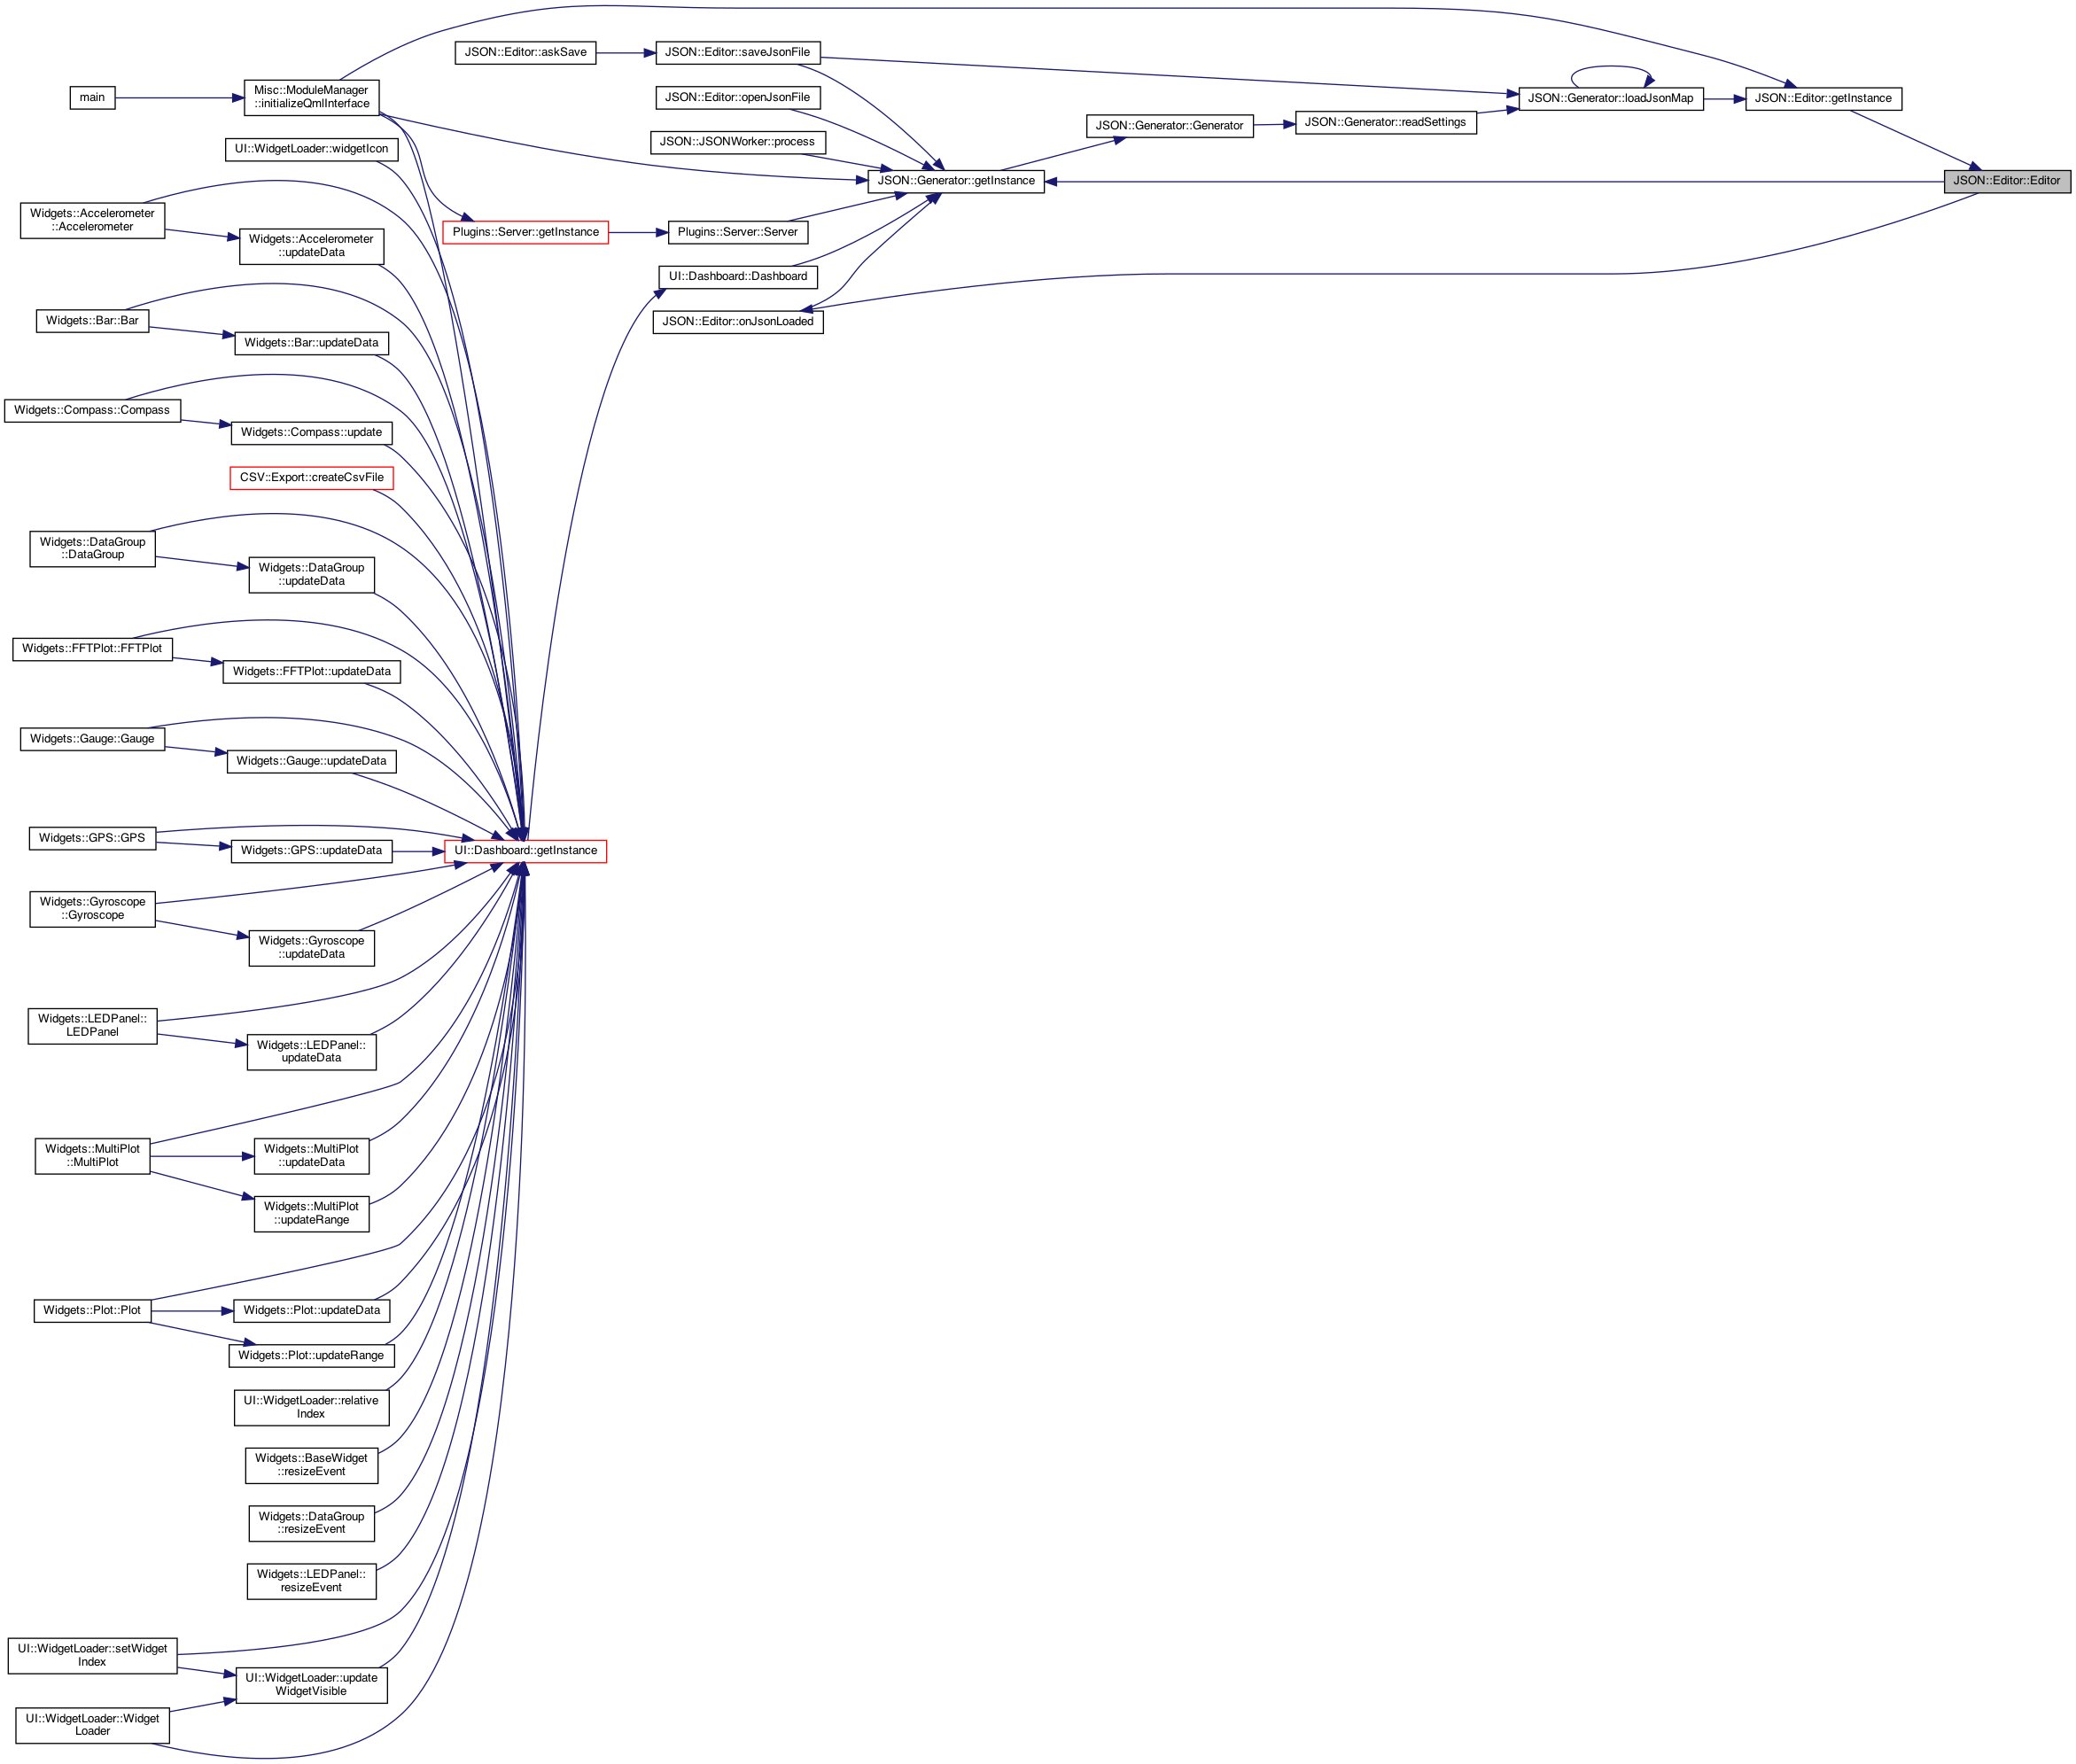 JSON::Editor::askSave
JSON::Editor::saveJsonFile
main
Misc::ModuleManager
::initializeQmlInterface
JSON::Editor::openJsonFile
JSON::Generator::loadJsonMap
JSON::Editor::getInstance
JSON::Generator::Generator
JSON::Generator::readSettings
UI::WidgetLoader::widgetIcon
JSON::JSONWorker::process
JSON::Generator::getInstance
JSON::Editor::Editor
Widgets::Accelerometer
::Accelerometer
Plugins::Server::getInstance
Plugins::Server::Server
Widgets::Accelerometer
::updateData
UI::Dashboard::Dashboard
Widgets::Bar::Bar
JSON::Editor::onJsonLoaded
Widgets::Bar::updateData
Widgets::Compass::Compass
Widgets::Compass::update
CSV::Export::createCsvFile
Widgets::DataGroup
::DataGroup
Widgets::DataGroup
::updateData
Widgets::FFTPlot::FFTPlot
Widgets::FFTPlot::updateData
Widgets::Gauge::Gauge
Widgets::Gauge::updateData
Widgets::GPS::GPS
Widgets::GPS::updateData
UI::Dashboard::getInstance
Widgets::Gyroscope
::Gyroscope
Widgets::Gyroscope
::updateData
Widgets::LEDPanel::
LEDPanel
Widgets::LEDPanel::
updateData
Widgets::MultiPlot
::MultiPlot
Widgets::MultiPlot
::updateData
Widgets::MultiPlot
::updateRange
Widgets::Plot::Plot
Widgets::Plot::updateData
Widgets::Plot::updateRange
UI::WidgetLoader::relative
Index
Widgets::BaseWidget
::resizeEvent
Widgets::DataGroup
::resizeEvent
Widgets::LEDPanel::
resizeEvent
UI::WidgetLoader::setWidget
Index
UI::WidgetLoader::update
WidgetVisible
UI::WidgetLoader::Widget
Loader